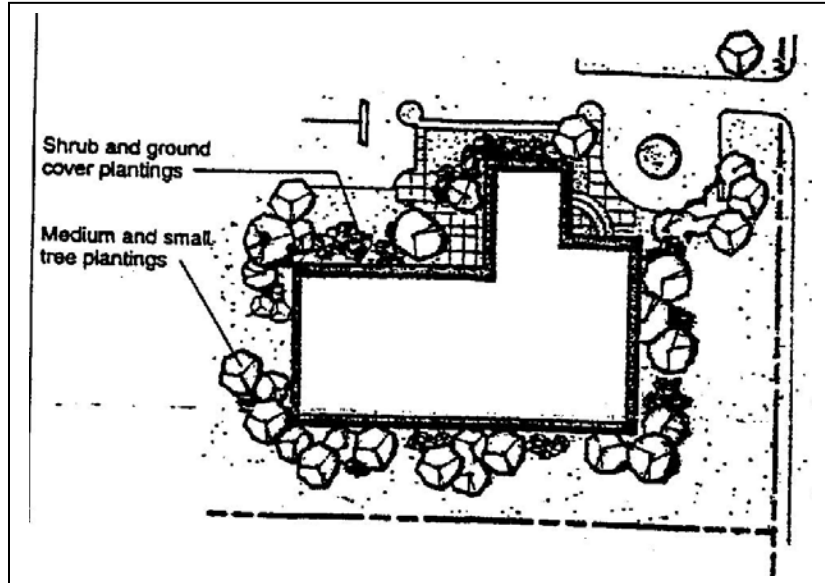 Shrub and ground
cover plantings
Medium and small
tree plantings